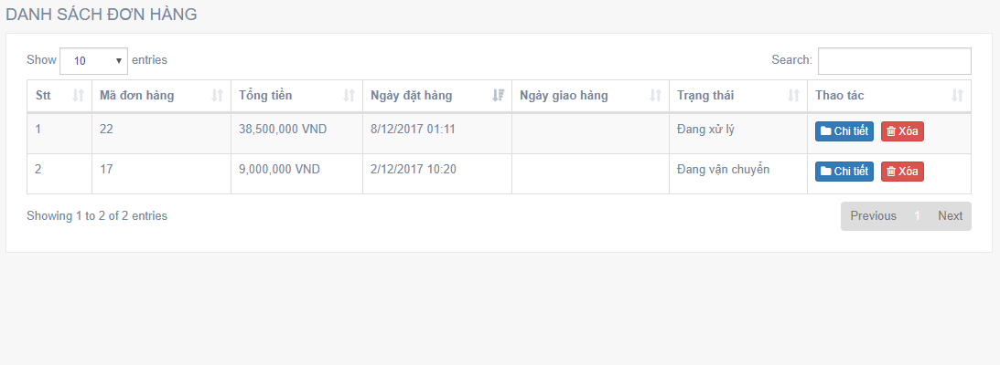 DANH SÁCH ĐƠN HÀNG
Show 10 entries Search:
Stt Mã đơn hàng Tổng tiền Ngày đặt hàng Ngày giao hàng Trạng thái Thao tác
1 22 38,500,000 VND 8/12/2017 01:11 Đang xử lý Chi tiết Xóa
2 17 9,000,000 VND 2/12/2017 10:20 Đang vận chuyển Chi tiết Xóa
Showing 1 to 2 of 2 entries Previous 1 Next